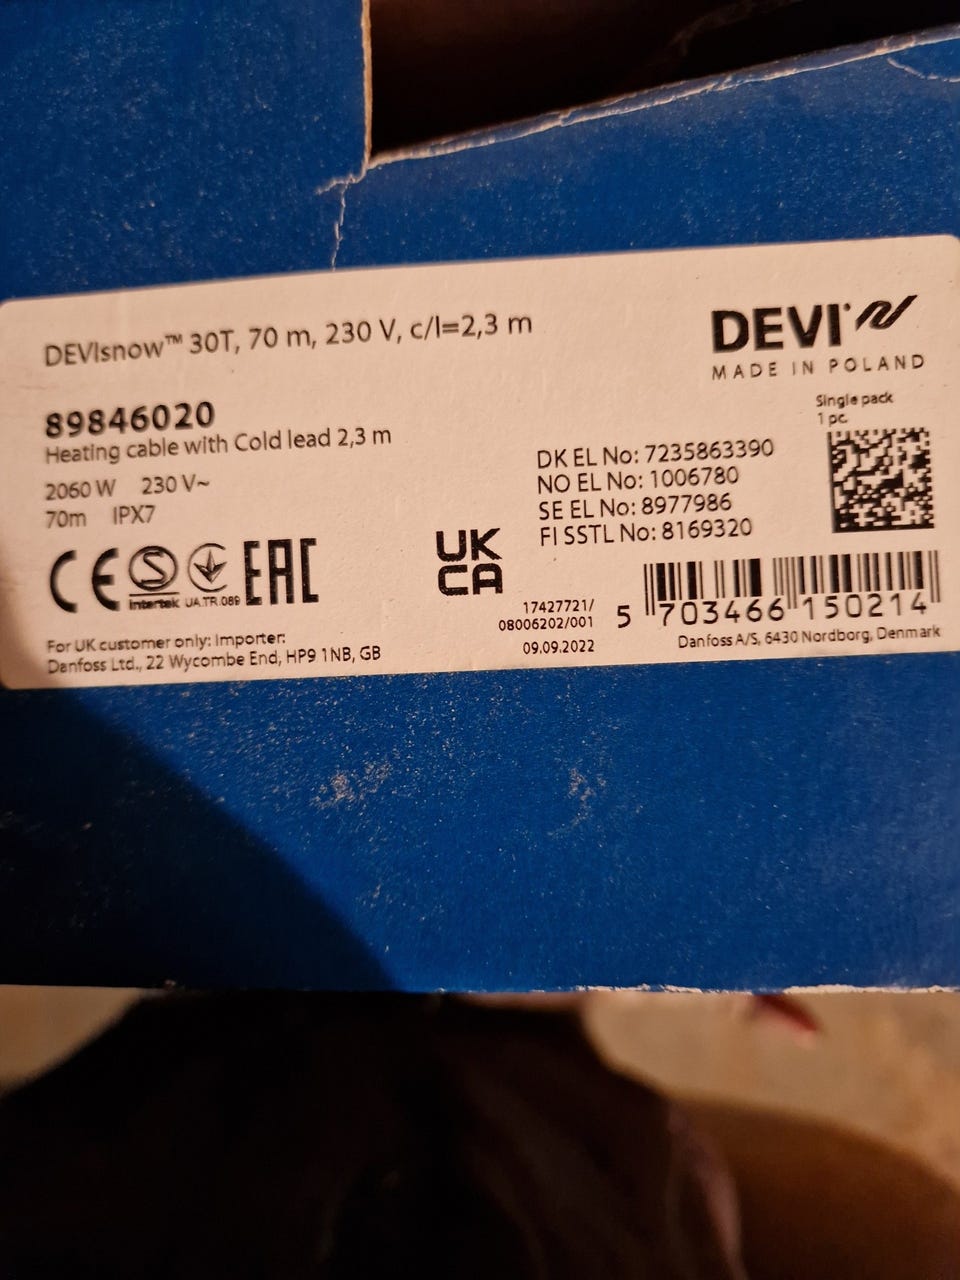 DEVIsnow™ 30T, 70 m, 230 V, c/l=2,3 m
DEVI
MADE IN POLAND
89846020
Heating cable with Cold lead 2,3 m
2060 W 230 V~
70m IPX7
Single pack
1 pc.
DK EL No: 7235863390
NO EL No: 1006780
SE EL No: 8977986
FI SSTL No: 8169320
CE S Intertek UA.TR.089 EAC
UK
CA
17427721/
08006202/001
09.09.2022
5 703466 150214
For UK customer only: Importer:
Danfoss Ltd., 22 Wycombe End, HP9 1NB, GB
Danfoss A/S, 6430 Nordborg, Denmark